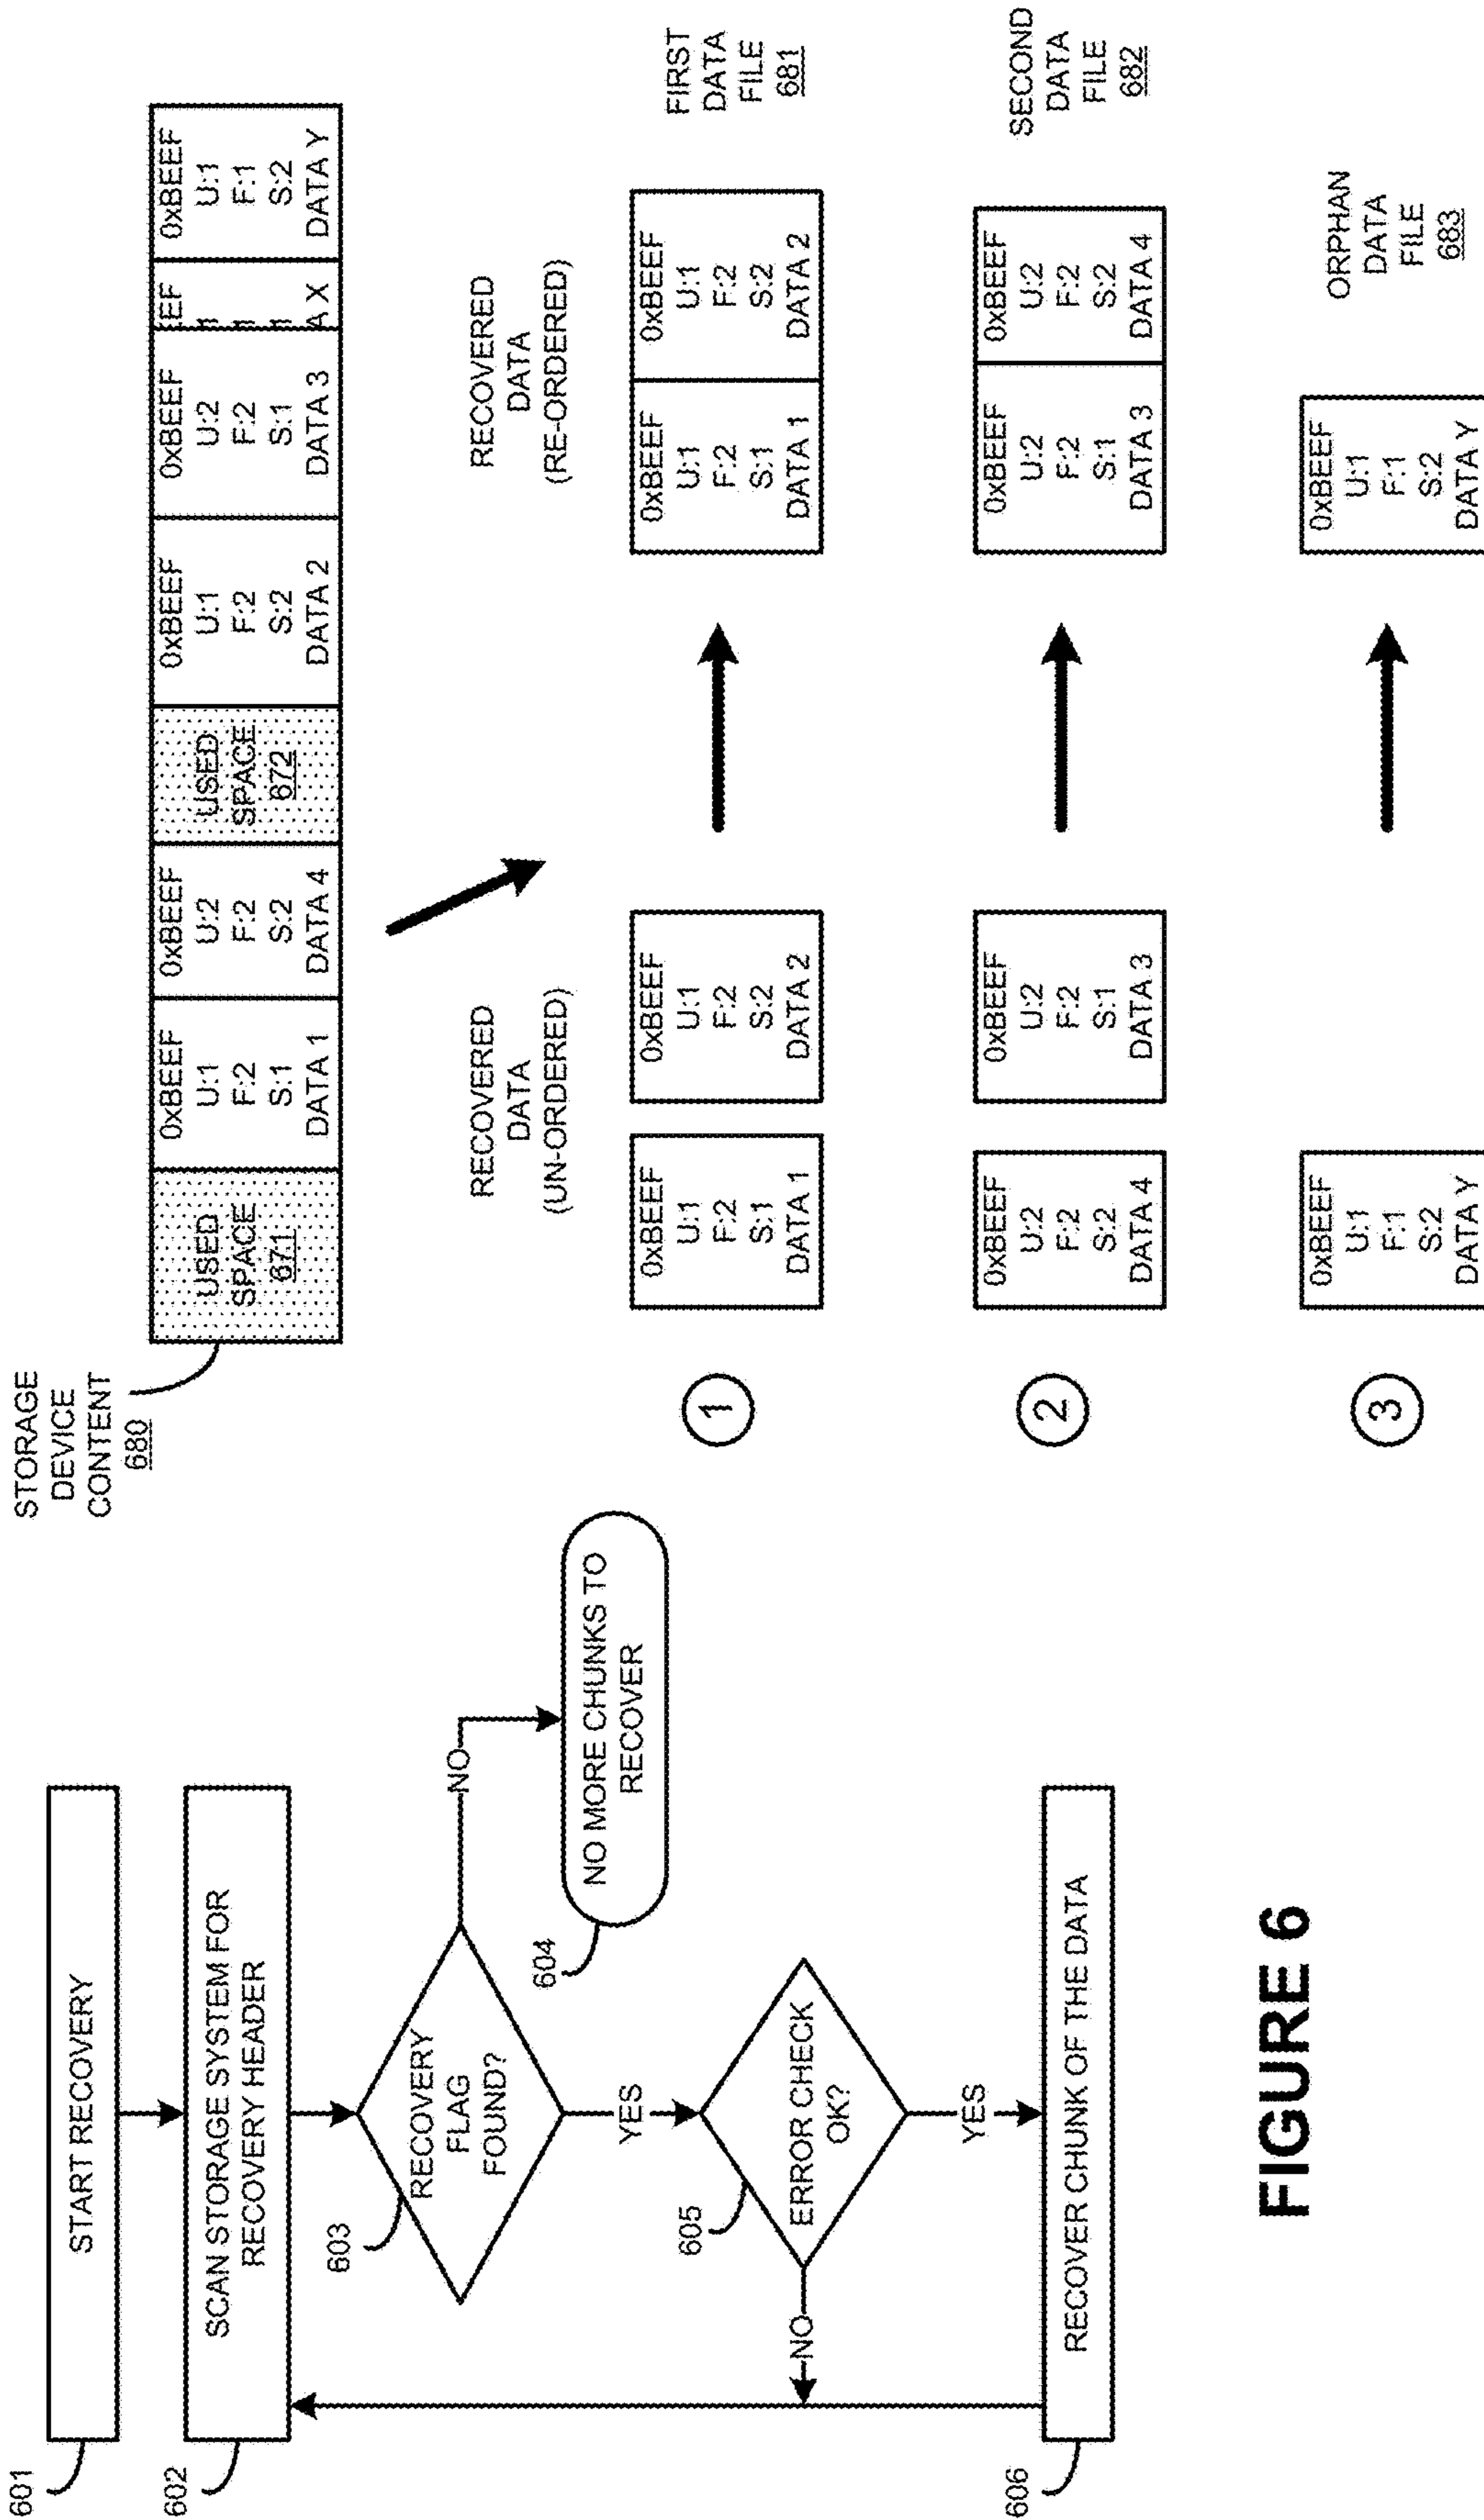 601
START RECOVERY
602
SCAN STORAGE SYSTEM FOR
RECOVERY HEADER
603
RECOVERY
FLAG
FOUND?
NO
604
NO MORE CHUNKS TO
RECOVER
YES
605
ERROR CHECK
OK?
NO
YES
606
RECOVER CHUNK OF THE DATA
FIGURE 6
STORAGE
DEVICE
CONTENT
680
USED
SPACE
671
0xBEEF
U:1
F:2
S:1
DATA 1
0xBEEF
U:2
F:2
S:2
DATA 4
USED
SPACE
672
0xBEEF
U:1
F:2
S:2
DATA 2
0xBEEF
U:2
F:2
S:1
DATA 3
EF
A X
0xBEEF
U:1
F:1
S:2
DATA Y
RECOVERED
DATA
(UN-ORDERED)
RECOVERED
DATA
(RE-ORDERED)
1
0xBEEF
U:1
F:2
S:1
DATA 1
0xBEEF
U:1
F:2
S:2
DATA 2
0xBEEF
U:1
F:2
S:1
DATA 1
0xBEEF
U:1
F:2
S:2
DATA 2
FIRST
DATA
FILE
681
2
0xBEEF
U:2
F:2
S:2
DATA 4
0xBEEF
U:2
F:2
S:1
DATA 3
0xBEEF
U:2
F:2
S:1
DATA 3
0xBEEF
U:2
F:2
S:2
DATA 4
SECOND
DATA
FILE
682
3
0xBEEF
U:1
F:1
S:2
DATA Y
0xBEEF
U:1
F:1
S:2
DATA Y
ORPHAN
DATA
FILE
683